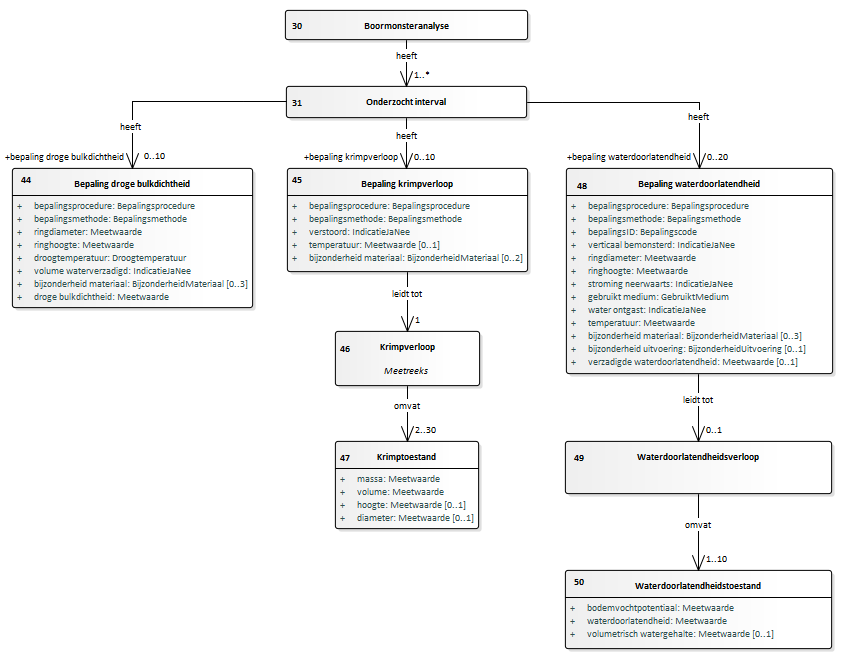 30 Boormonsteranalyse
heeft
1..*
31 Onderzocht interval
heeft
+bepaling droge bulkdichtheid 0..10
heeft
+bepaling krimpverloop 0..10
heeft
+bepaling waterdoorlatendheid 0..20
44 Bepaling droge bulkdichtheid
+ bepalingsprocedure: Bepalingsprocedure
+ bepalingsmethode: Bepalingsmethode
+ ringdiameter: Meetwaarde
+ ringhoogte: Meetwaarde
+ droogtemperatuur: Droogtemperatuur
+ volume waterverzadigd: IndicatieJaNee
+ bijzonderheid materiaal: BijzonderheidMateriaal [0..3]
+ droge bulkdichtheid: Meetwaarde
45 Bepaling krimpverloop
+ bepalingsprocedure: Bepalingsprocedure
+ bepalingsmethode: Bepalingsmethode
+ verstoord: IndicatieJaNee
+ temperatuur: Meetwaarde [0..1]
+ bijzonderheid materiaal: BijzonderheidMateriaal [0..2]
leidt tot
1
46 Krimpverloop
Meetreeks
omvat
2..30
47 Krimptoestand
+ massa: Meetwaarde
+ volume: Meetwaarde
+ hoogte: Meetwaarde [0..1]
+ diameter: Meetwaarde [0..1]
48 Bepaling waterdoorlatendheid
+ bepalingsprocedure: Bepalingsprocedure
+ bepalingsmethode: Bepalingsmethode
+ bepalingsID: Bepalingscode
+ verticaal bemonsterd: IndicatieJaNee
+ ringdiameter: Meetwaarde
+ ringhoogte: Meetwaarde
+ stroming neerwaarts: IndicatieJaNee
+ gebruikt medium: GebruiktMedium
+ water ontgast: IndicatieJaNee
+ temperatuur: Meetwaarde
+ bijzonderheid materiaal: BijzonderheidMateriaal [0..3]
+ bijzonderheid uitvoering: BijzonderheidUitvoering [0..1]
+ verzadigde waterdoorlatendheid: Meetwaarde [0..1]
leidt tot
0..1
49 Waterdoorlatendheidsverloop
omvat
1..10
50 Waterdoorlatendheidstoestand
+ bodemvochtpotentiaal: Meetwaarde
+ waterdoorlatendheid: Meetwaarde
+ volumetrisch watergehalte: Meetwaarde [0..1]